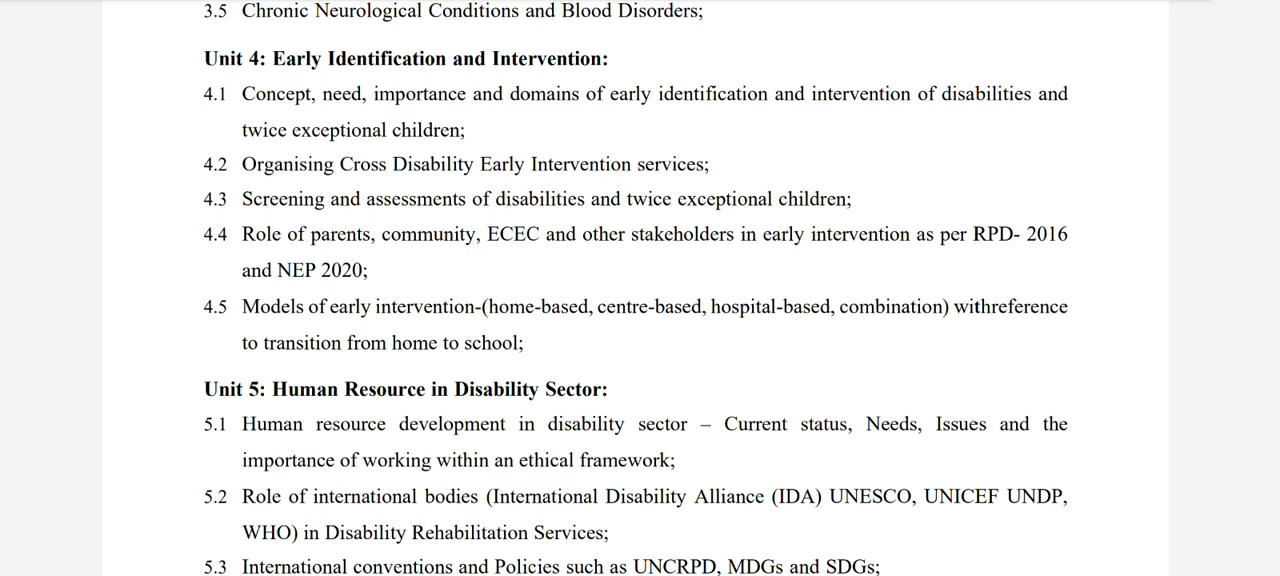 3.5 Chronic Neurological Conditions and Blood Disorders;
Unit 4: Early Identification and Intervention:
4.1 Concept, need, importance and domains of early identification and intervention of disabilities and
twice exceptional children;
4.2 Organising Cross Disability Early Intervention services;
4.3 Screening and assessments of disabilities and twice exceptional children;
4.4 Role of parents, community, ECEC and other stakeholders in early intervention as per RPD- 2016
and NEP 2020;
4.5 Models of early intervention-(home-based, centre-based, hospital-based, combination) withreference
to transition from home to school;
Unit 5: Human Resource in Disability Sector:
5.1 Human resource development in disability sector – Current status, Needs, Issues and the
importance of working within an ethical framework;
5.2 Role of international bodies (International Disability Alliance (IDA) UNESCO, UNICEF UNDP,
WHO) in Disability Rehabilitation Services;
5.3 International conventions and Policies such as UNCRPD, MDGs and SDGs;